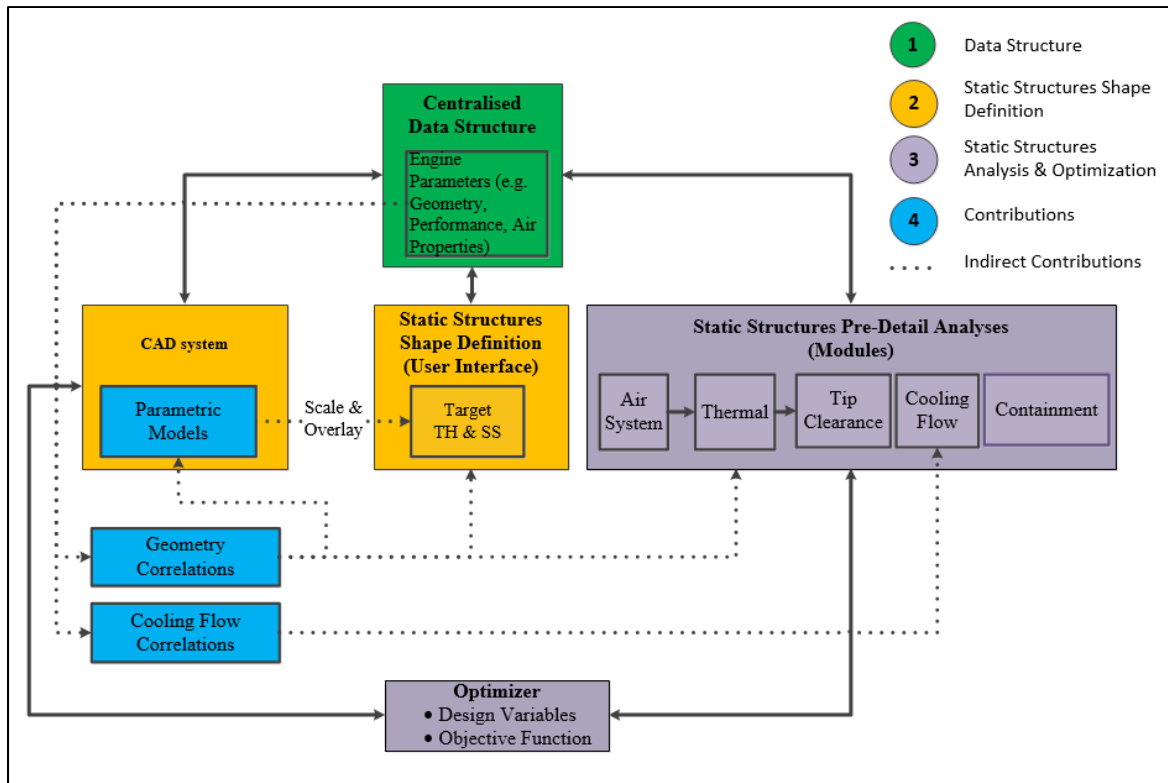 1
Data Structure
2
Static Structures Shape
Definition
3
Static Structures
Analysis & Optimization
4
Contributions
Indirect Contributions
Centralised
Data Structure
Engine
Parameters (e.g.
Geometry,
Performance, Air
Properties)
CAD system
Parametric
Models
Scale &
Overlay
Static Structures
Shape Definition
(User Interface)
Target
TH & SS
Static Structures Pre-Detail Analyses
(Modules)
Air
System
Thermal
Tip
Clearance
Cooling
Flow
Containment
Geometry
Correlations
Cooling Flow
Correlations
Optimizer
• Design Variables
• Objective Function